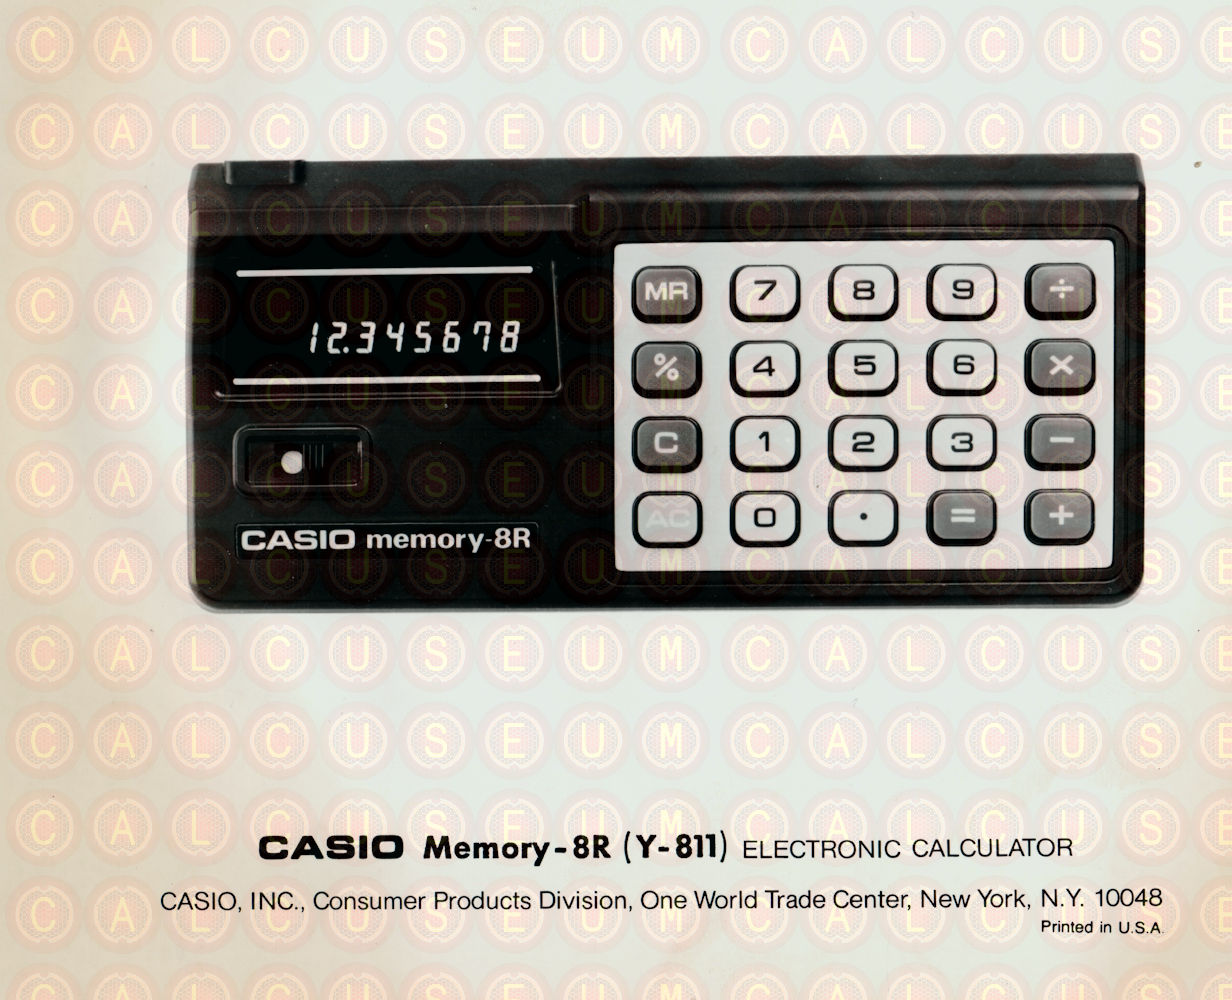 12.345678
MR 7 8 9 ÷
% 4 5 6 ×
C 1 2 3 −
AC 0 · = +
CASIO memory-8R
CASIO Memory-8R (Y-811) ELECTRONIC CALCULATOR
CASIO, INC., Consumer Products Division, One World Trade Center, New York, N.Y. 10048
Printed in U.S.A.
C A L C U S E U M C A L C U S E
C A L C U S E U M C A L C U S E
C A L C U S E U M C A L C U S E
C A L C U S E U M C A L C U S E
C A L C U S E U M C A L C U S E
C A L C U S E U M C A L C U S E
C A L C U S E U M C A L C U S E
C A L C U S E U M C A L C U S E
C A L C U S E U M C A L C U S E
C A L C U S E U M C A L C U S E
C A L C U S E U M C A L C U S E
C A L C U S E U M C A L C U S E